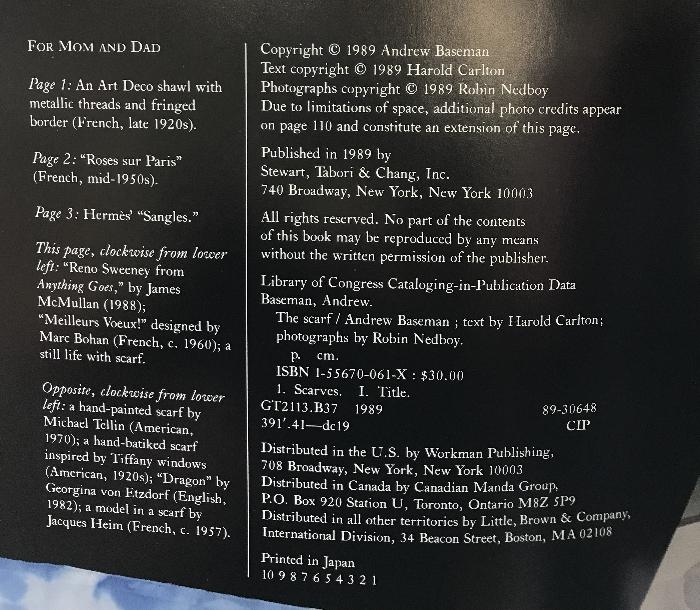 FOR MOM AND DAD
Page 1: An Art Deco shawl with
metallic threads and fringed
border (French, late 1920s).
Page 2: “Roses sur Paris”
(French, mid-1950s).
Page 3: Hermès’ “Sangles.”
This page, clockwise from lower
left: “Reno Sweeney from
Anything Goes,” by James
McMullan (1988);
“Meilleurs Voeux!” designed by
Marc Bohan (French, c. 1960); a
still life with scarf.
Opposite, clockwise from lower
left: a hand-painted scarf by
Michael Tellin (American,
1970); a hand-batiked scarf
inspired by Tiffany windows
(American, 1920s); “Dragon” by
Georgina von Etzdorf (English,
1982); a model in a scarf by
Jacques Heim (French, c. 1957).
Copyright © 1989 Andrew Baseman
Text copyright © 1989 Harold Carlton
Photographs copyright © 1989 Robin Nedboy
Due to limitations of space, additional photo credits appear
on page 110 and constitute an extension of this page.
Published in 1989 by
Stewart, Tabori & Chang, Inc.
740 Broadway, New York, New York 10003
All rights reserved. No part of the contents
of this book may be reproduced by any means
without the written permission of the publisher.
Library of Congress Cataloging-in-Publication Data
Baseman, Andrew.
The scarf / Andrew Baseman ; text by Harold Carlton;
photographs by Robin Nedboy.
p. cm.
ISBN 1-55670-061-X : $30.00
1. Scarves. I. Title.
GT2113.B37 1989 89-30648
391′.41—dc19 CIP
Distributed in the U.S. by Workman Publishing,
708 Broadway, New York, New York 10003
Distributed in Canada by Canadian Manda Group,
P.O. Box 920 Station U, Toronto, Ontario M8Z 5P9
Distributed in all other territories by Little, Brown & Company,
International Division, 34 Beacon Street, Boston, MA 02108
Printed in Japan
10 9 8 7 6 5 4 3 2 1